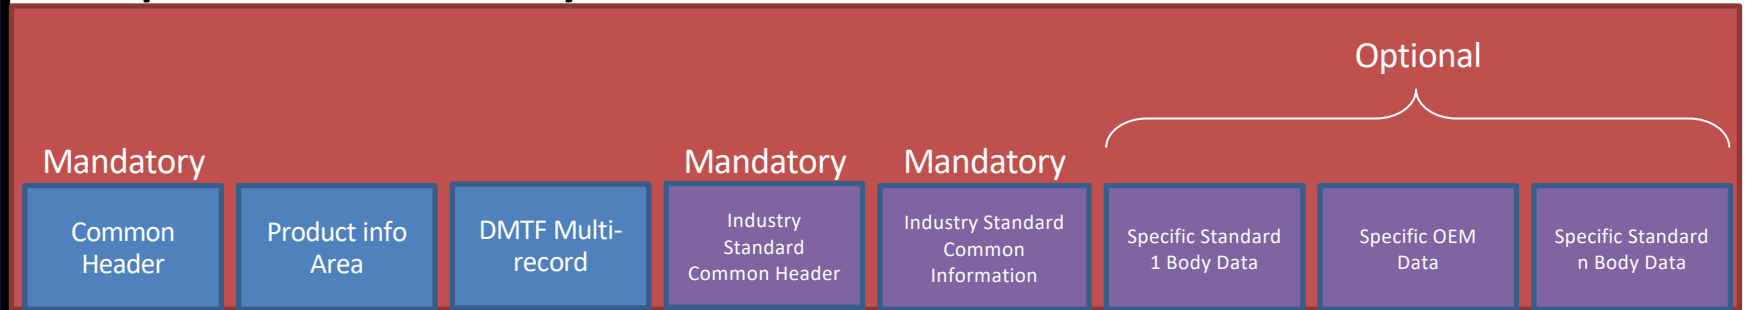 Optional
Mandatory
Mandatory
Mandatory
Common
Header
Product info
Area
DMTF Multi-
record
Industry
Standard
Common Header
Industry Standard
Common
Information
Specific Standard
1 Body Data
Specific OEM
Data
Specific Standard
n Body Data